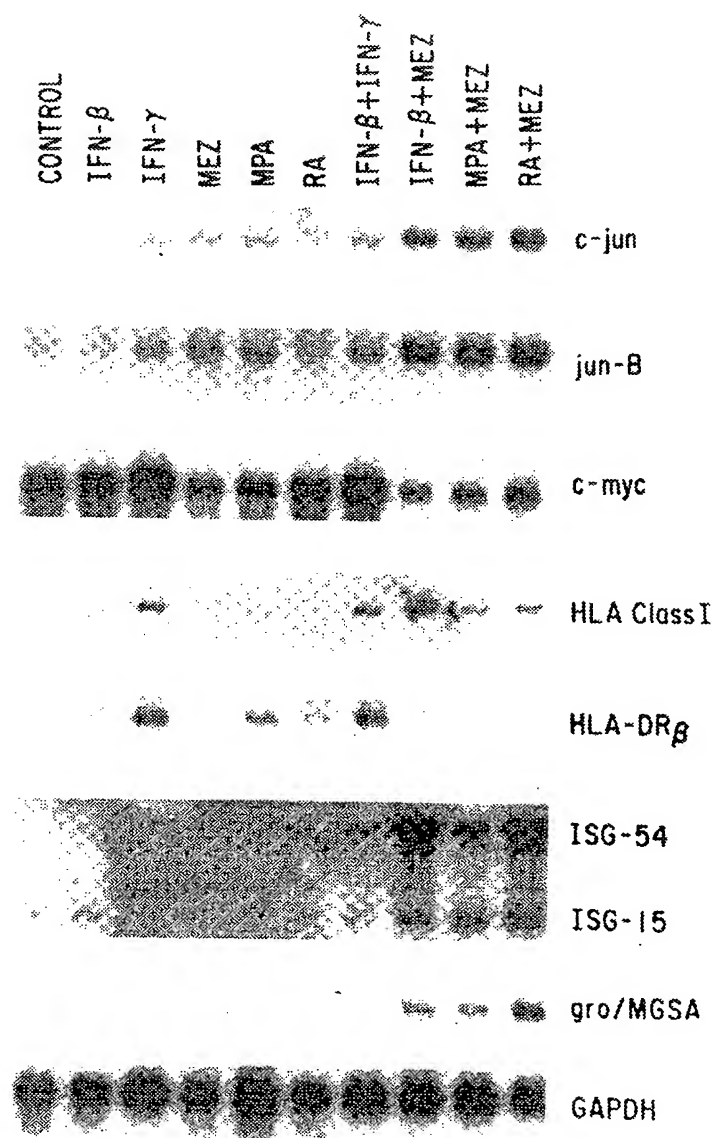 CONTROL
IFN-β
IFN-γ
MEZ
MPA
RA
IFN-β+IFN-γ
IFN-β+MEZ
MPA+MEZ
RA+MEZ
c-jun
jun-B
c-myc
HLA Class I
HLA-DRβ
ISG-54
ISG-15
gro/MGSA
GAPDH